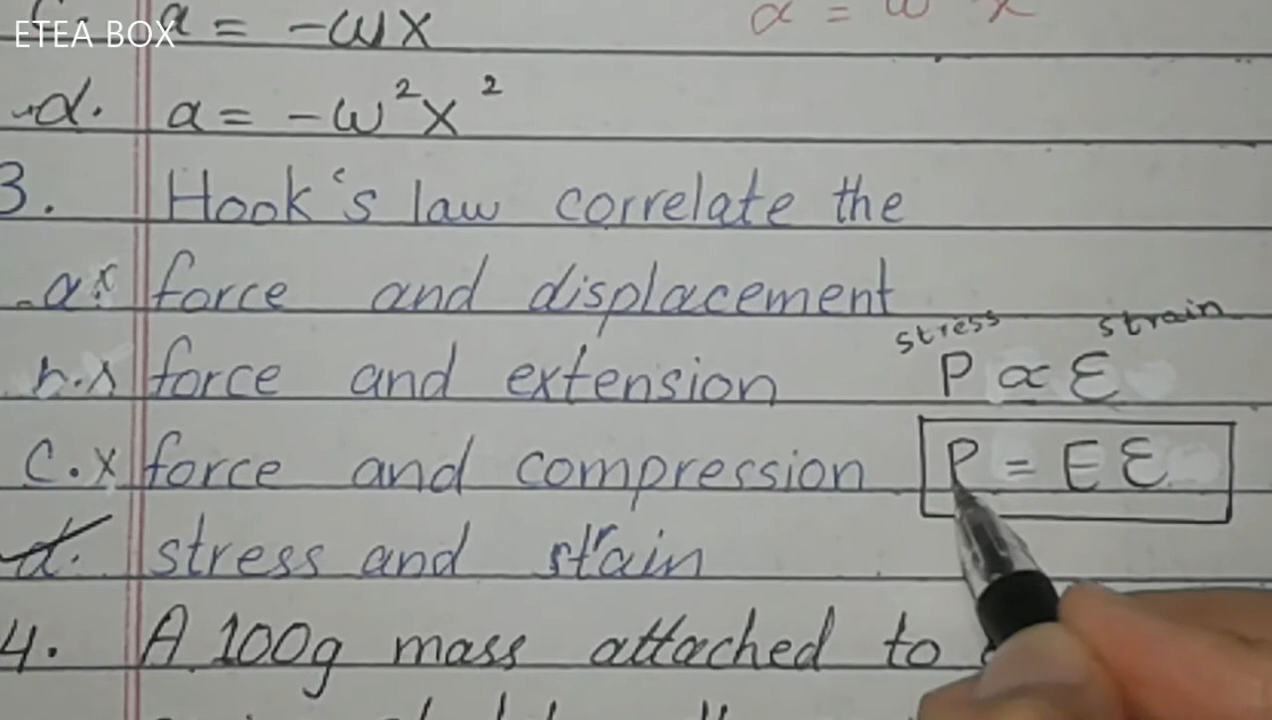 ETEA BOX
a = -ωx
d. a = -ω²x²
3. Hook's law correlate the
a. x force and displacement
b. x force and extension
stress strain
P ∝ Ɛ
c. x force and compression
P = EƐ
d. stress and strain
4. A 100g mass attached to